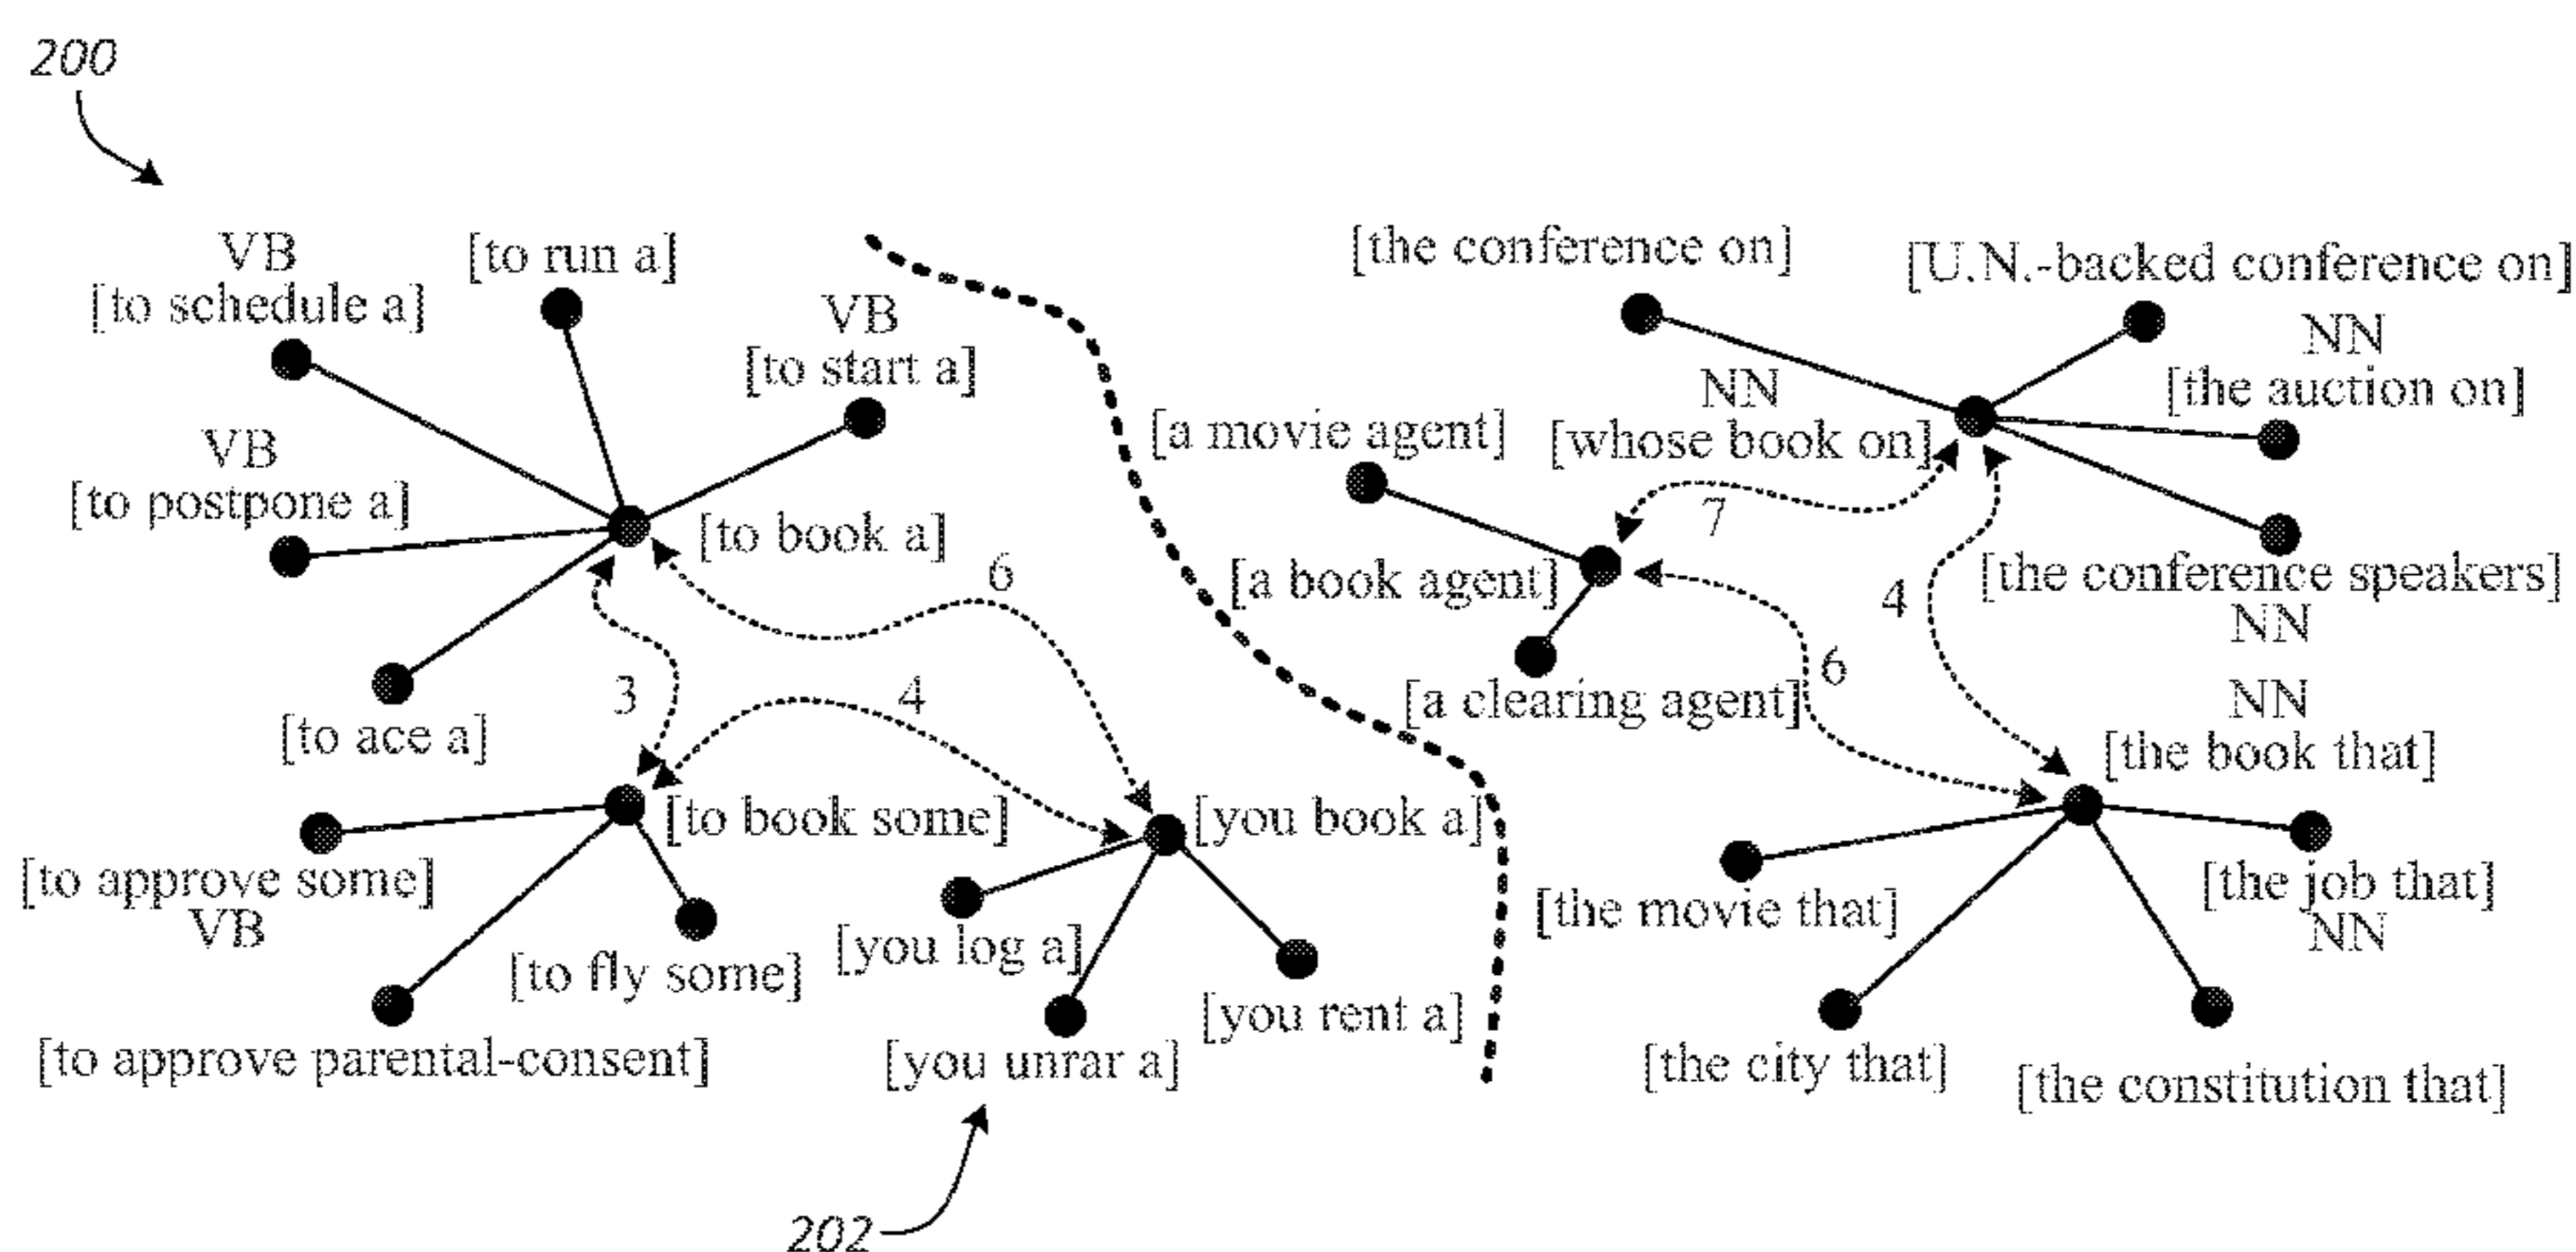 200
VB
[to schedule a]
[to run a]
VB
[to start a]
VB
[to postpone a]
[to book a]
[to ace a]
6
3
4
[to book some]
[you book a]
[to approve some]
VB
[to fly some]
[you log a]
[you rent a]
[to approve parental-consent]
[you unrar a]
202
[the conference on]
[U.N.-backed conference on]
NN
[the auction on]
NN
[whose book on]
[a movie agent]
7
[a book agent]
[the conference speakers]
NN
4
6
[a clearing agent]
NN
[the book that]
[the job that]
NN
[the movie that]
[the city that]
[the constitution that]